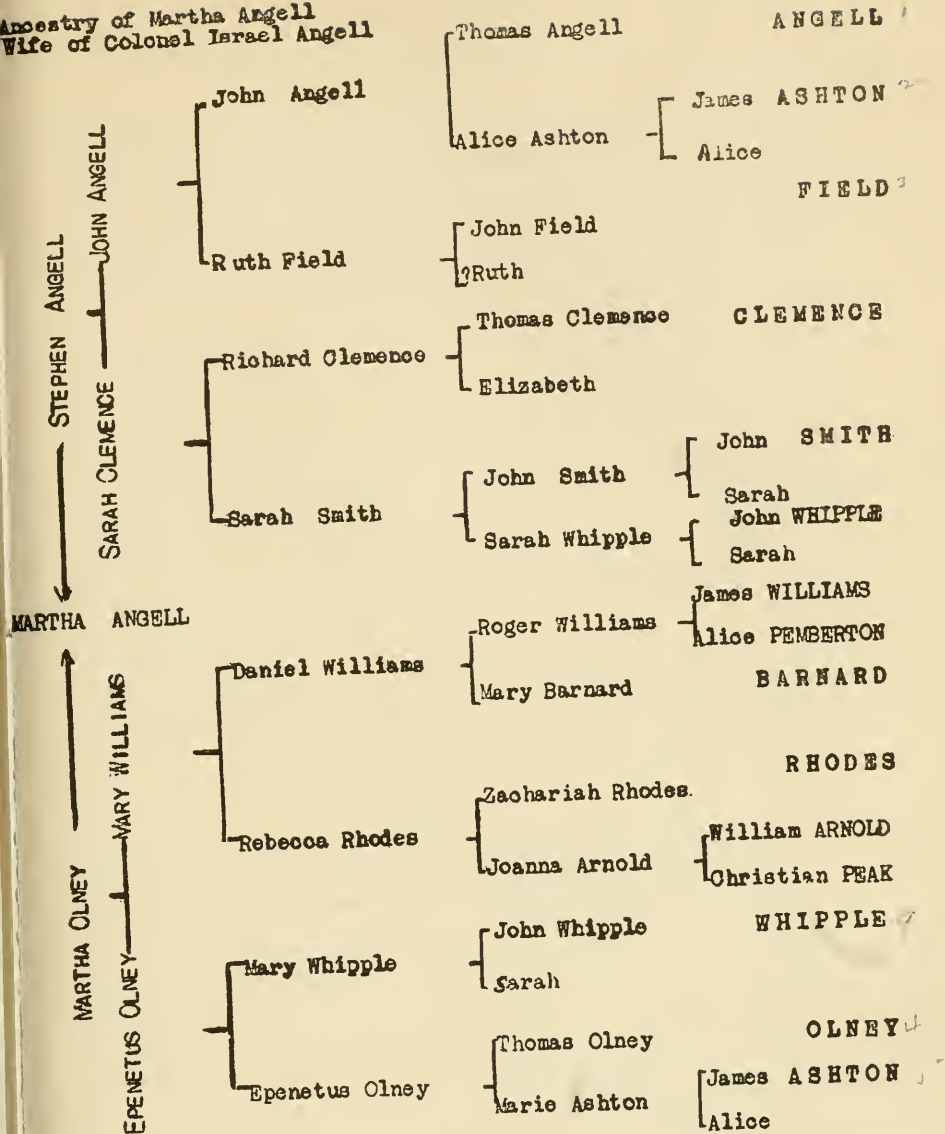 Ancestry of Martha Angell
Wife of Colonel Israel Angell
Thomas Angell
ANGELL 1
John Angell
James ASHTON 2
Alice Ashton
Alice
JOHN ANGELL
FIELD 3
John Field
Ruth Field
?Ruth
STEPHEN ANGELL
Thomas Clemence
CLEMENCE
Richard Clemence
Elizabeth
SARAH CLEMENCE
John SMITH
John Smith
Sarah
Sarah Smith
John WHIPPLE
Sarah Whipple
Sarah
James WILLIAMS
MARTHA ANGELL
Roger Williams
Alice PEMBERTON
Daniel Williams
Mary Barnard
BARNARD
MARY WILLIAMS
RHODES
Zachariah Rhodes.
William ARNOLD
Rebecca Rhodes
Joanna Arnold
Christian PEAK
MARTHA OLNEY
WHIPPLE
John Whipple
Mary Whipple
Sarah
EPENETUS OLNEY
OLNEY 4
Thomas Olney
James ASHTON
Epenetus Olney
Marie Ashton
Alice